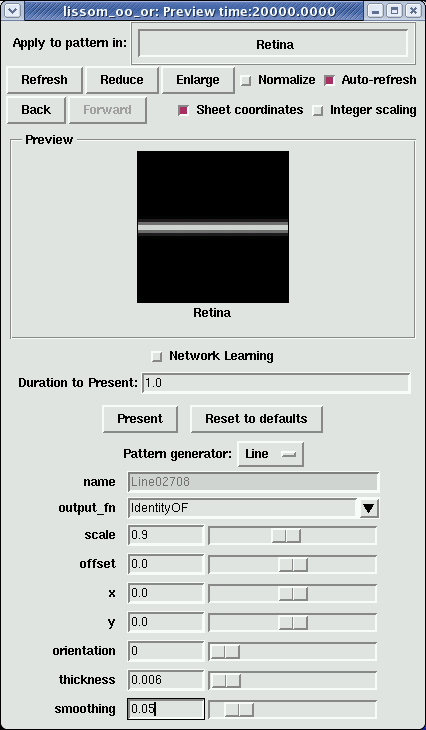 lissom_oo_or: Preview time:20000.0000
Apply to pattern in: Retina
Refresh Reduce Enlarge Normalize Auto-refresh
Back Forward Sheet coordinates Integer scaling
Preview
Retina
Network Learning
Duration to Present: 1.0
Present Reset to defaults
Pattern generator: Line
name Line02708
output_fn IdentityOF
scale 0.9
offset 0.0
x 0.0
y 0.0
orientation 0
thickness 0.006
smoothing 0.05